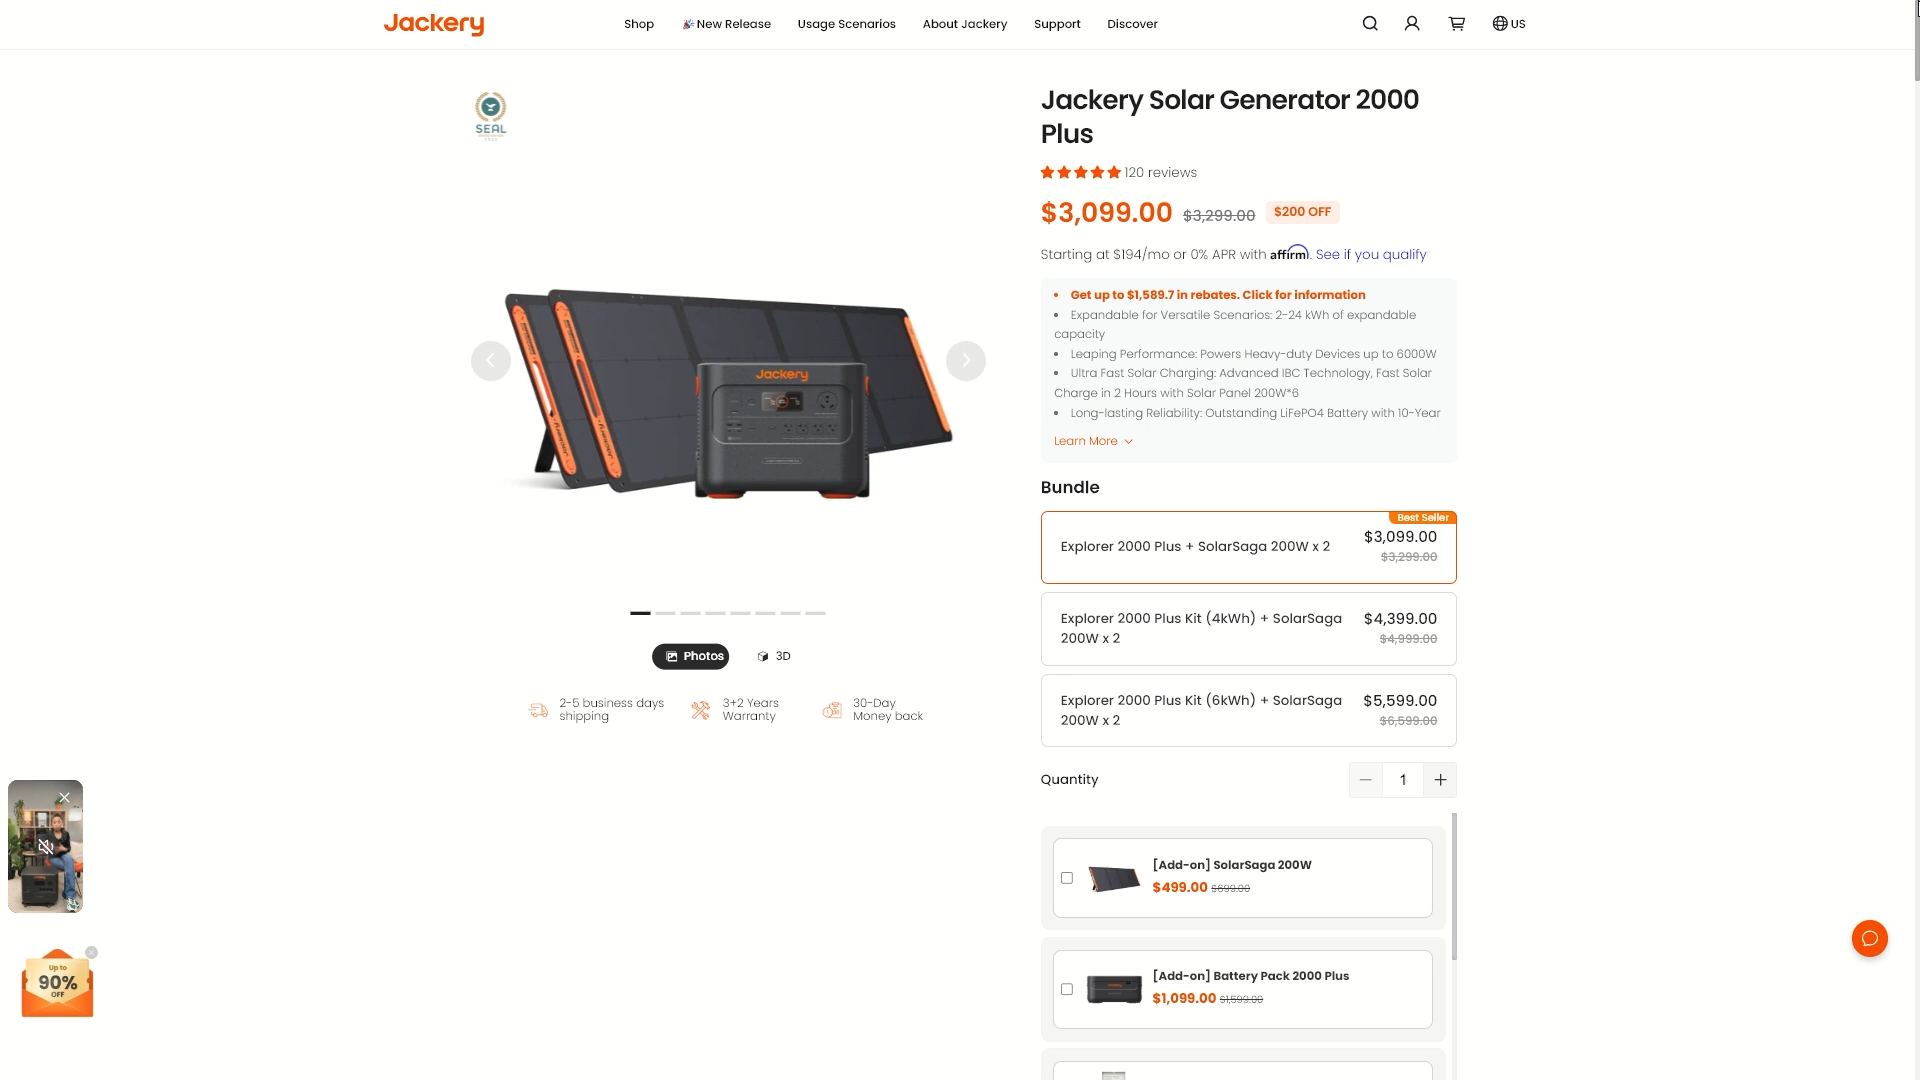 Jackery
Shop
New Release
Usage Scenarios
About Jackery
Support
Discover
US
SEAL
Jackery Solar Generator 2000
Plus
120 reviews
$3,099.00 $3,299.00 $200 OFF
Starting at $194/mo or 0% APR with affirm. See if you qualify
Get up to $1,589.7 in rebates. Click for information
Expandable for Versatile Scenarios: 2-24 kWh of expandable
capacity
Leaping Performance: Powers Heavy-duty Devices up to 6000W
Ultra Fast Solar Charging: Advanced IBC Technology, Fast Solar
Charge in 2 Hours with Solar Panel 200W*6
Long-lasting Reliability: Outstanding LiFePO4 Battery with 10-Year
Learn More
Jackery
Photos
3D
2-5 business days
shipping
3+2 Years
Warranty
30-Day
Money back
Bundle
Best Seller
Explorer 2000 Plus + SolarSaga 200W x 2
$3,099.00
$3,299.00
Explorer 2000 Plus Kit (4kWh) + SolarSaga
200W x 2
$4,399.00
$4,999.00
Explorer 2000 Plus Kit (6kWh) + SolarSaga
200W x 2
$5,599.00
$6,599.00
Quantity
1
[Add-on] SolarSaga 200W
$499.00 $699.00
[Add-on] Battery Pack 2000 Plus
$1,099.00 $1,599.00
Up to
90%
OFF